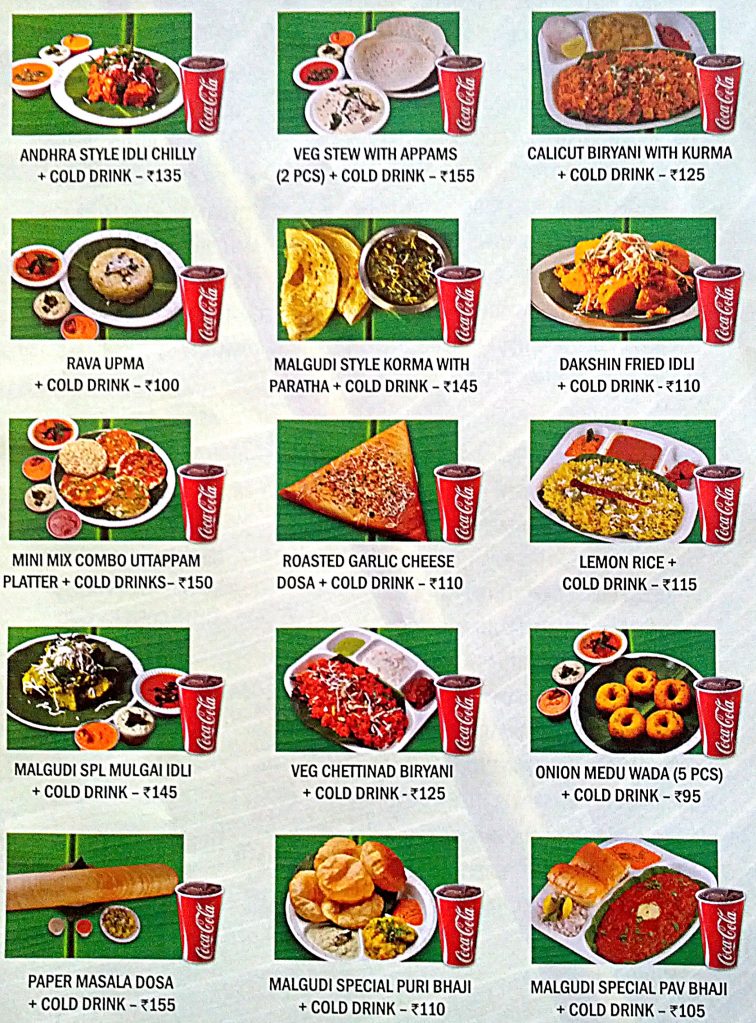 Coca-Cola
Coca-Cola
Coca-Cola
ANDHRA STYLE IDLI CHILLY
+ COLD DRINK – ₹135
VEG STEW WITH APPAMS
(2 PCS) + COLD DRINK – ₹155
CALICUT BIRYANI WITH KURMA
+ COLD DRINK – ₹125
Coca-Cola
Coca-Cola
Coca-Cola
RAVA UPMA
+ COLD DRINK – ₹100
MALGUDI STYLE KORMA WITH
PARATHA + COLD DRINK – ₹145
DAKSHIN FRIED IDLI
+ COLD DRINK - ₹110
Coca-Cola
Coca-Cola
Coca-Cola
MINI MIX COMBO UTTAPPAM
PLATTER + COLD DRINKS– ₹150
ROASTED GARLIC CHEESE
DOSA + COLD DRINK – ₹110
LEMON RICE +
COLD DRINK – ₹115
Coca-Cola
Coca-Cola
Coca-Cola
MALGUDI SPL MULGAI IDLI
+ COLD DRINK – ₹145
VEG CHETTINAD BIRYANI
+ COLD DRINK - ₹125
ONION MEDU WADA (5 PCS)
+ COLD DRINK – ₹95
Coca-Cola
Coca-Cola
Coca-Cola
PAPER MASALA DOSA
+ COLD DRINK – ₹155
MALGUDI SPECIAL PURI BHAJI
+ COLD DRINK – ₹110
MALGUDI SPECIAL PAV BHAJI
+ COLD DRINK – ₹105